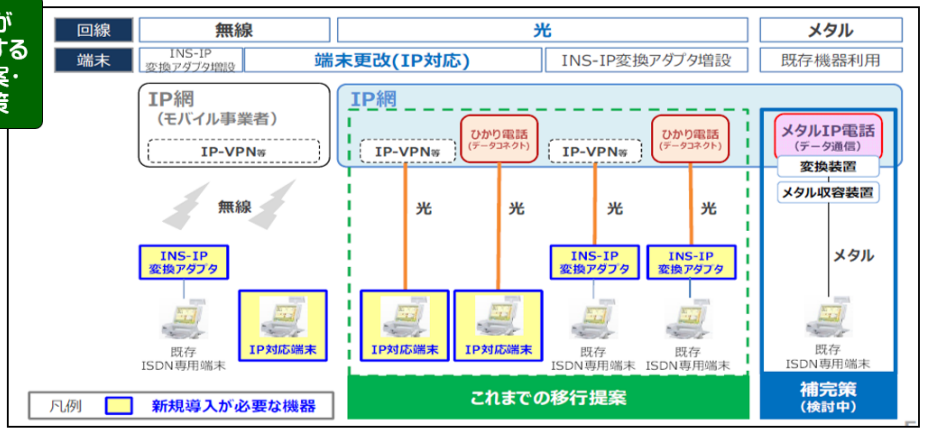 が
する
案・
策
回線
無線
光
メタル
端末
INS-IP
変換アダプタ増設
端末更改(IP対応)
INS-IP変換アダプタ増設
既存機器利用
IP網
(モバイル事業者)
IP-VPN等
IP網
IP-VPN等
ひかり電話
(データコネクト)
IP-VPN等
ひかり電話
(データコネクト)
メタルIP電話
(データ通信)
変換装置
メタル収容装置
無線
光
光
光
光
メタル
INS-IP
変換アダプタ
INS-IP
変換アダプタ
INS-IP
変換アダプタ
既存
ISDN専用端末
IP対応端末
IP対応端末
IP対応端末
既存
ISDN専用端末
既存
ISDN専用端末
既存
ISDN専用端末
凡例
新規導入が必要な機器
これまでの移行提案
補完策
(検討中)